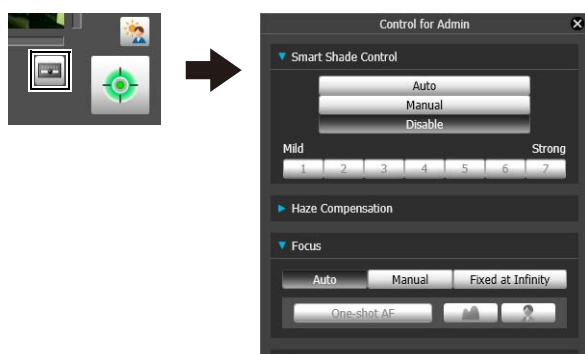 Control for Admin
Smart Shade Control
Auto
Manual
Disable
Mild Strong
1 2 3 4 5 6 7
Haze Compensation
Focus
Auto Manual Fixed at Infinity
One-shot AF